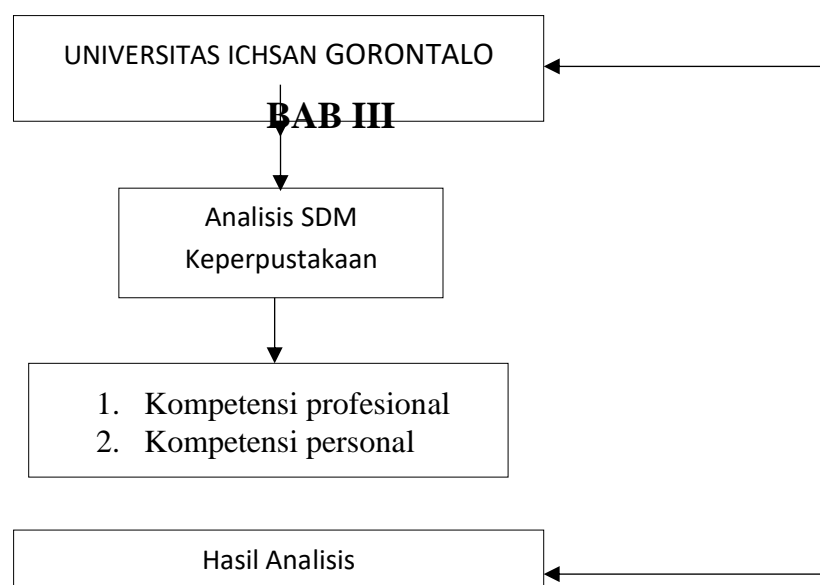 UNIVERSITAS ICHSAN GORONTALO
BAB III
Analisis SDM
Keperpustakaan
1. Kompetensi profesional
2. Kompetensi personal
Hasil Analisis